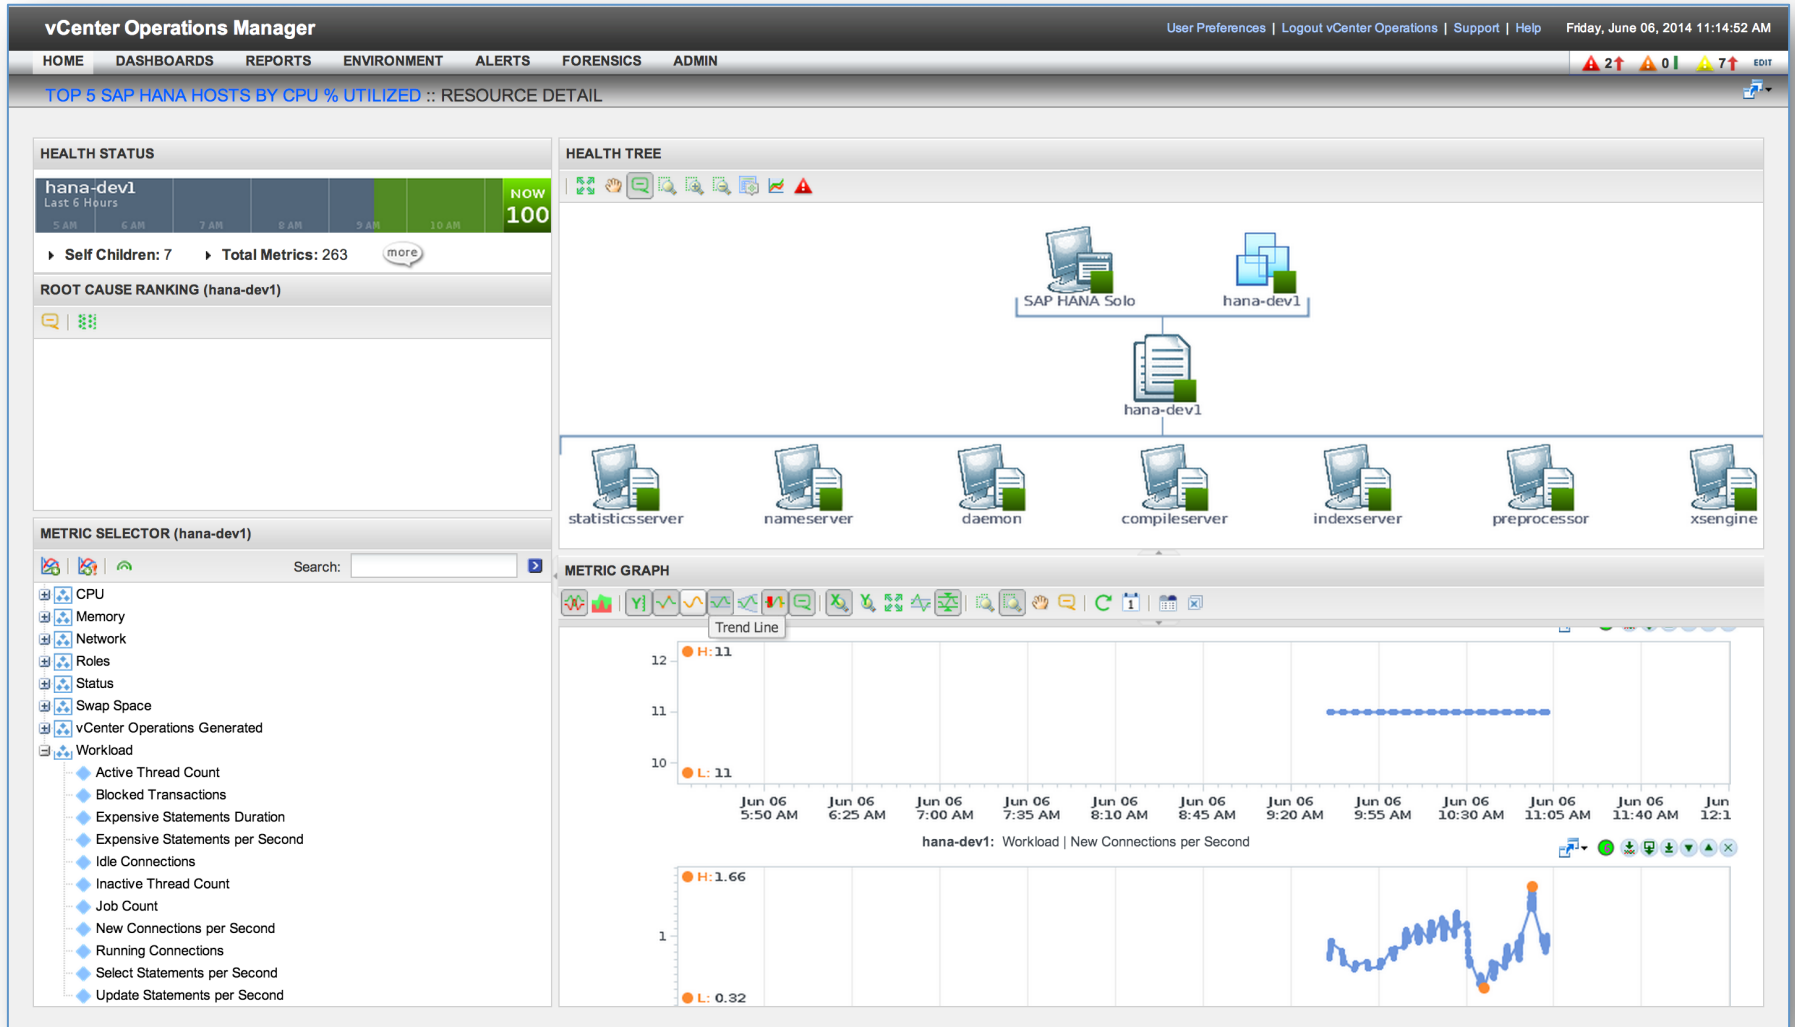 vCenter Operations Manager
User Preferences | Logout vCenter Operations | Support | Help Friday, June 06, 2014 11:14:52 AM
HOME DASHBOARDS REPORTS ENVIRONMENT ALERTS FORENSICS ADMIN
2 0 7 EDIT
TOP 5 SAP HANA HOSTS BY CPU % UTILIZED :: RESOURCE DETAIL
HEALTH STATUS
hana-dev1
Last 6 Hours
5 AM 6 AM 7 AM 8 AM 9 AM 10 AM
NOW
100
Self Children: 7 Total Metrics: 263 more
ROOT CAUSE RANKING (hana-dev1)
METRIC SELECTOR (hana-dev1)
Search:
CPU
Memory
Network
Roles
Status
Swap Space
vCenter Operations Generated
Workload
Active Thread Count
Blocked Transactions
Expensive Statements Duration
Expensive Statements per Second
Idle Connections
Inactive Thread Count
Job Count
New Connections per Second
Running Connections
Select Statements per Second
Update Statements per Second
HEALTH TREE
SAP HANA Solo hana-dev1
hana-dev1
statisticsserver nameserver daemon compileserver indexserver preprocessor xsengine
METRIC GRAPH
Trend Line
H: 11
12
11
10
L: 11
Jun 06 Jun 06 Jun 06 Jun 06 Jun 06 Jun 06 Jun 06 Jun 06 Jun 06 Jun 06 Jun 06 Jun
5:50 AM 6:25 AM 7:00 AM 7:35 AM 8:10 AM 8:45 AM 9:20 AM 9:55 AM 10:30 AM 11:05 AM 11:40 AM 12:1
hana-dev1: Workload | New Connections per Second
H: 1.66
1
L: 0.32